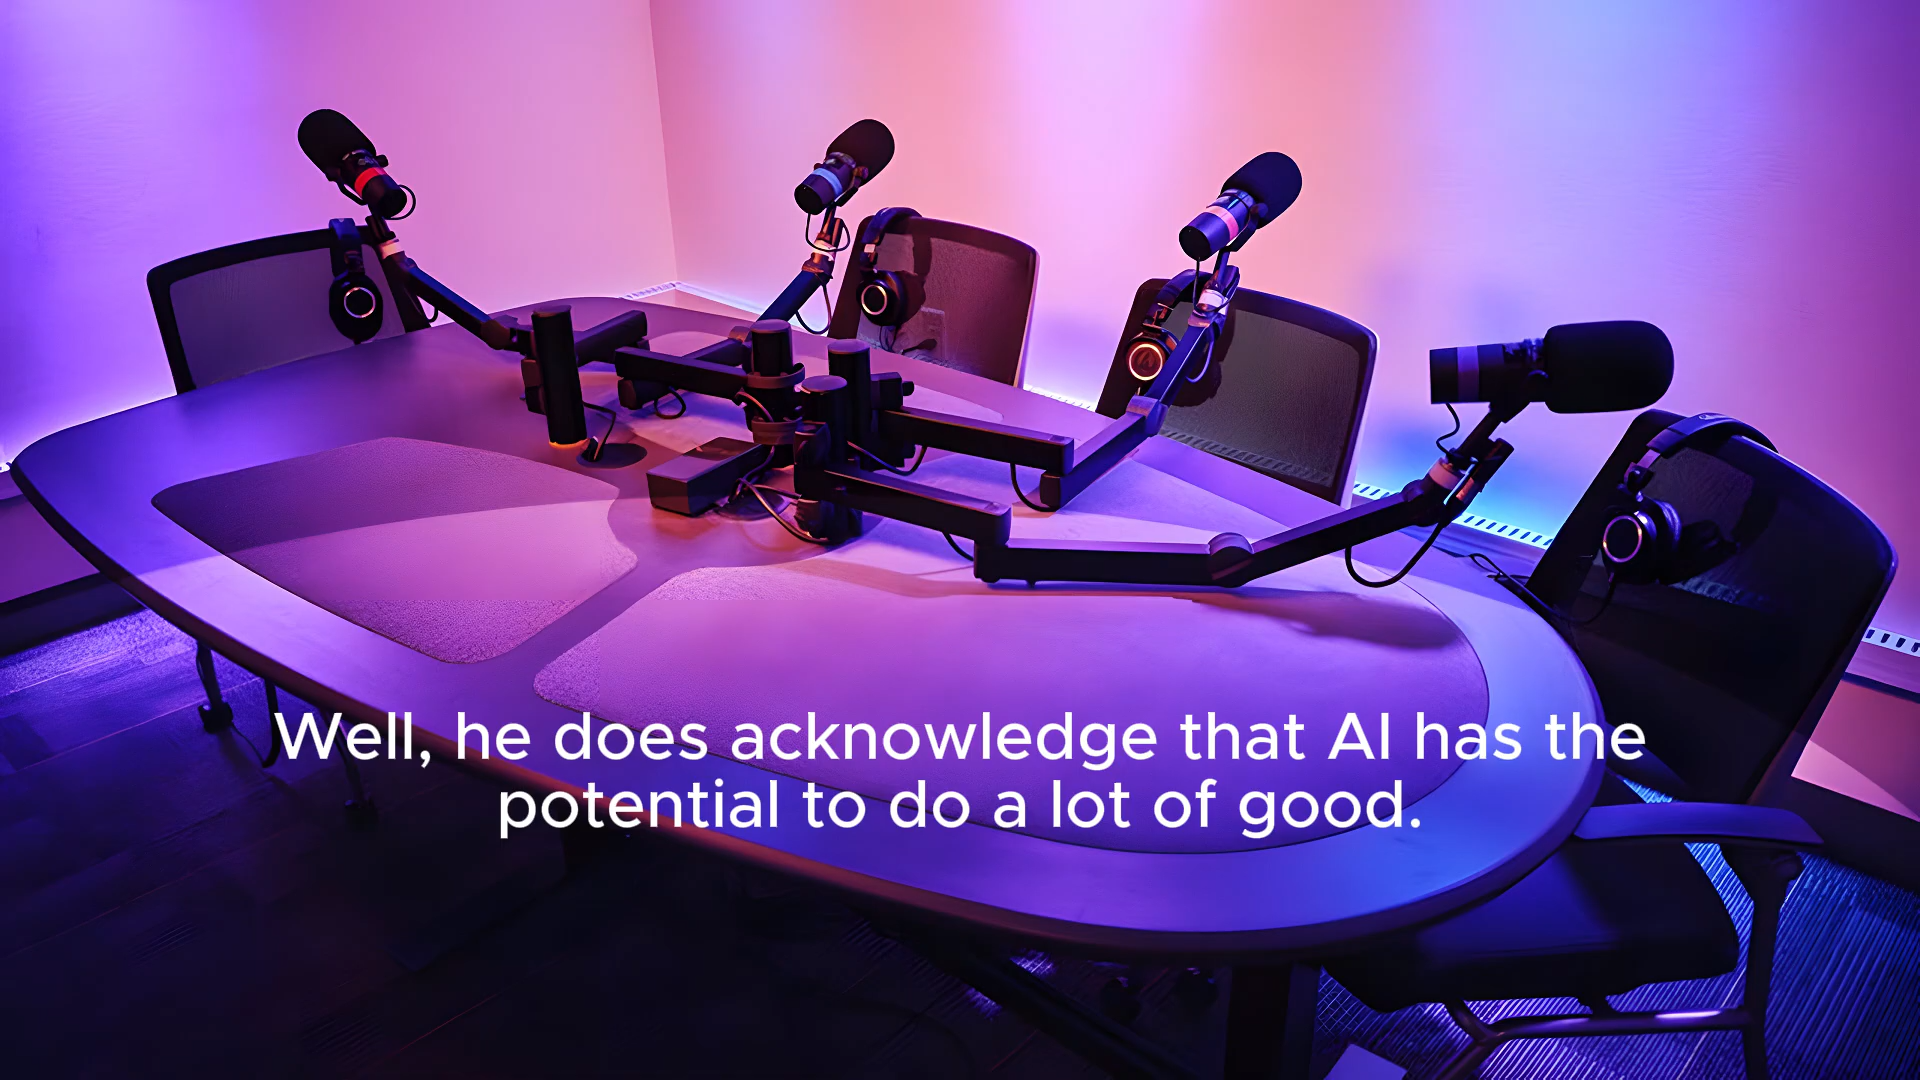 Well, he does acknowledge that AI has the
potential to do a lot of good.